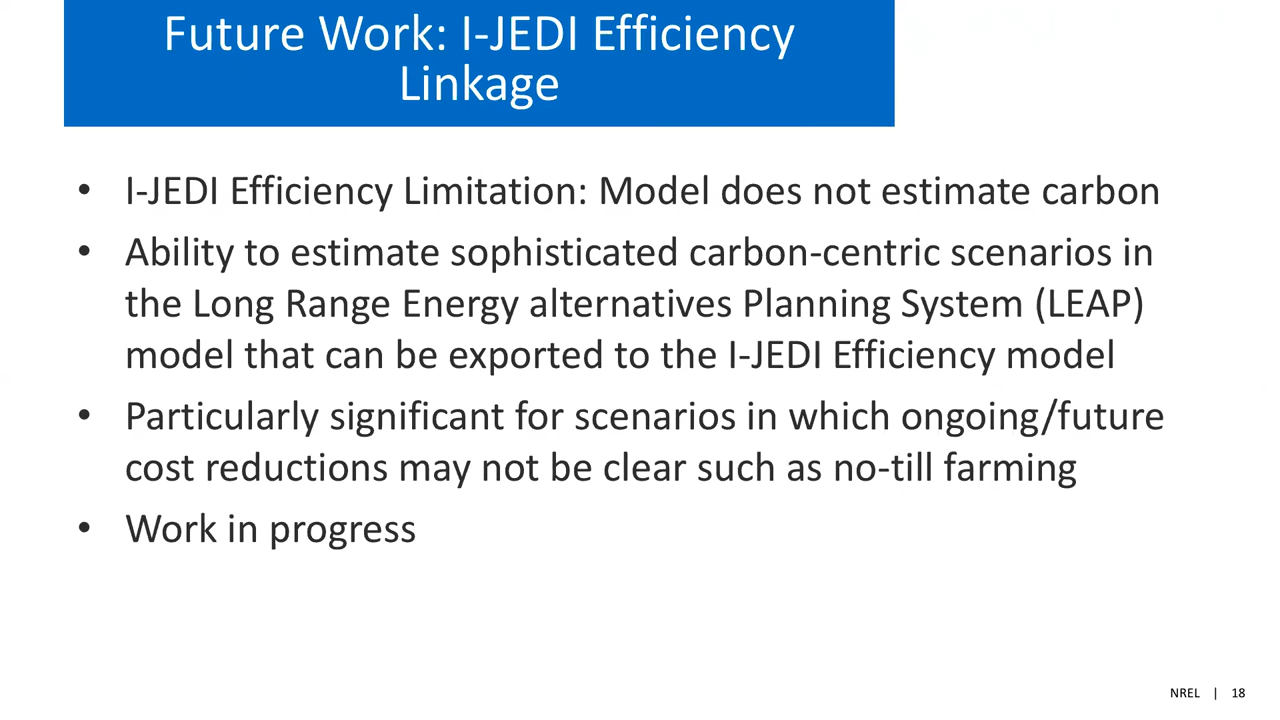 Future Work: I-JEDI Efficiency
Linkage
• I-JEDI Efficiency Limitation: Model does not estimate carbon
• Ability to estimate sophisticated carbon-centric scenarios in
the Long Range Energy alternatives Planning System (LEAP)
model that can be exported to the I-JEDI Efficiency model
• Particularly significant for scenarios in which ongoing/future
cost reductions may not be clear such as no-till farming
• Work in progress
NREL | 18